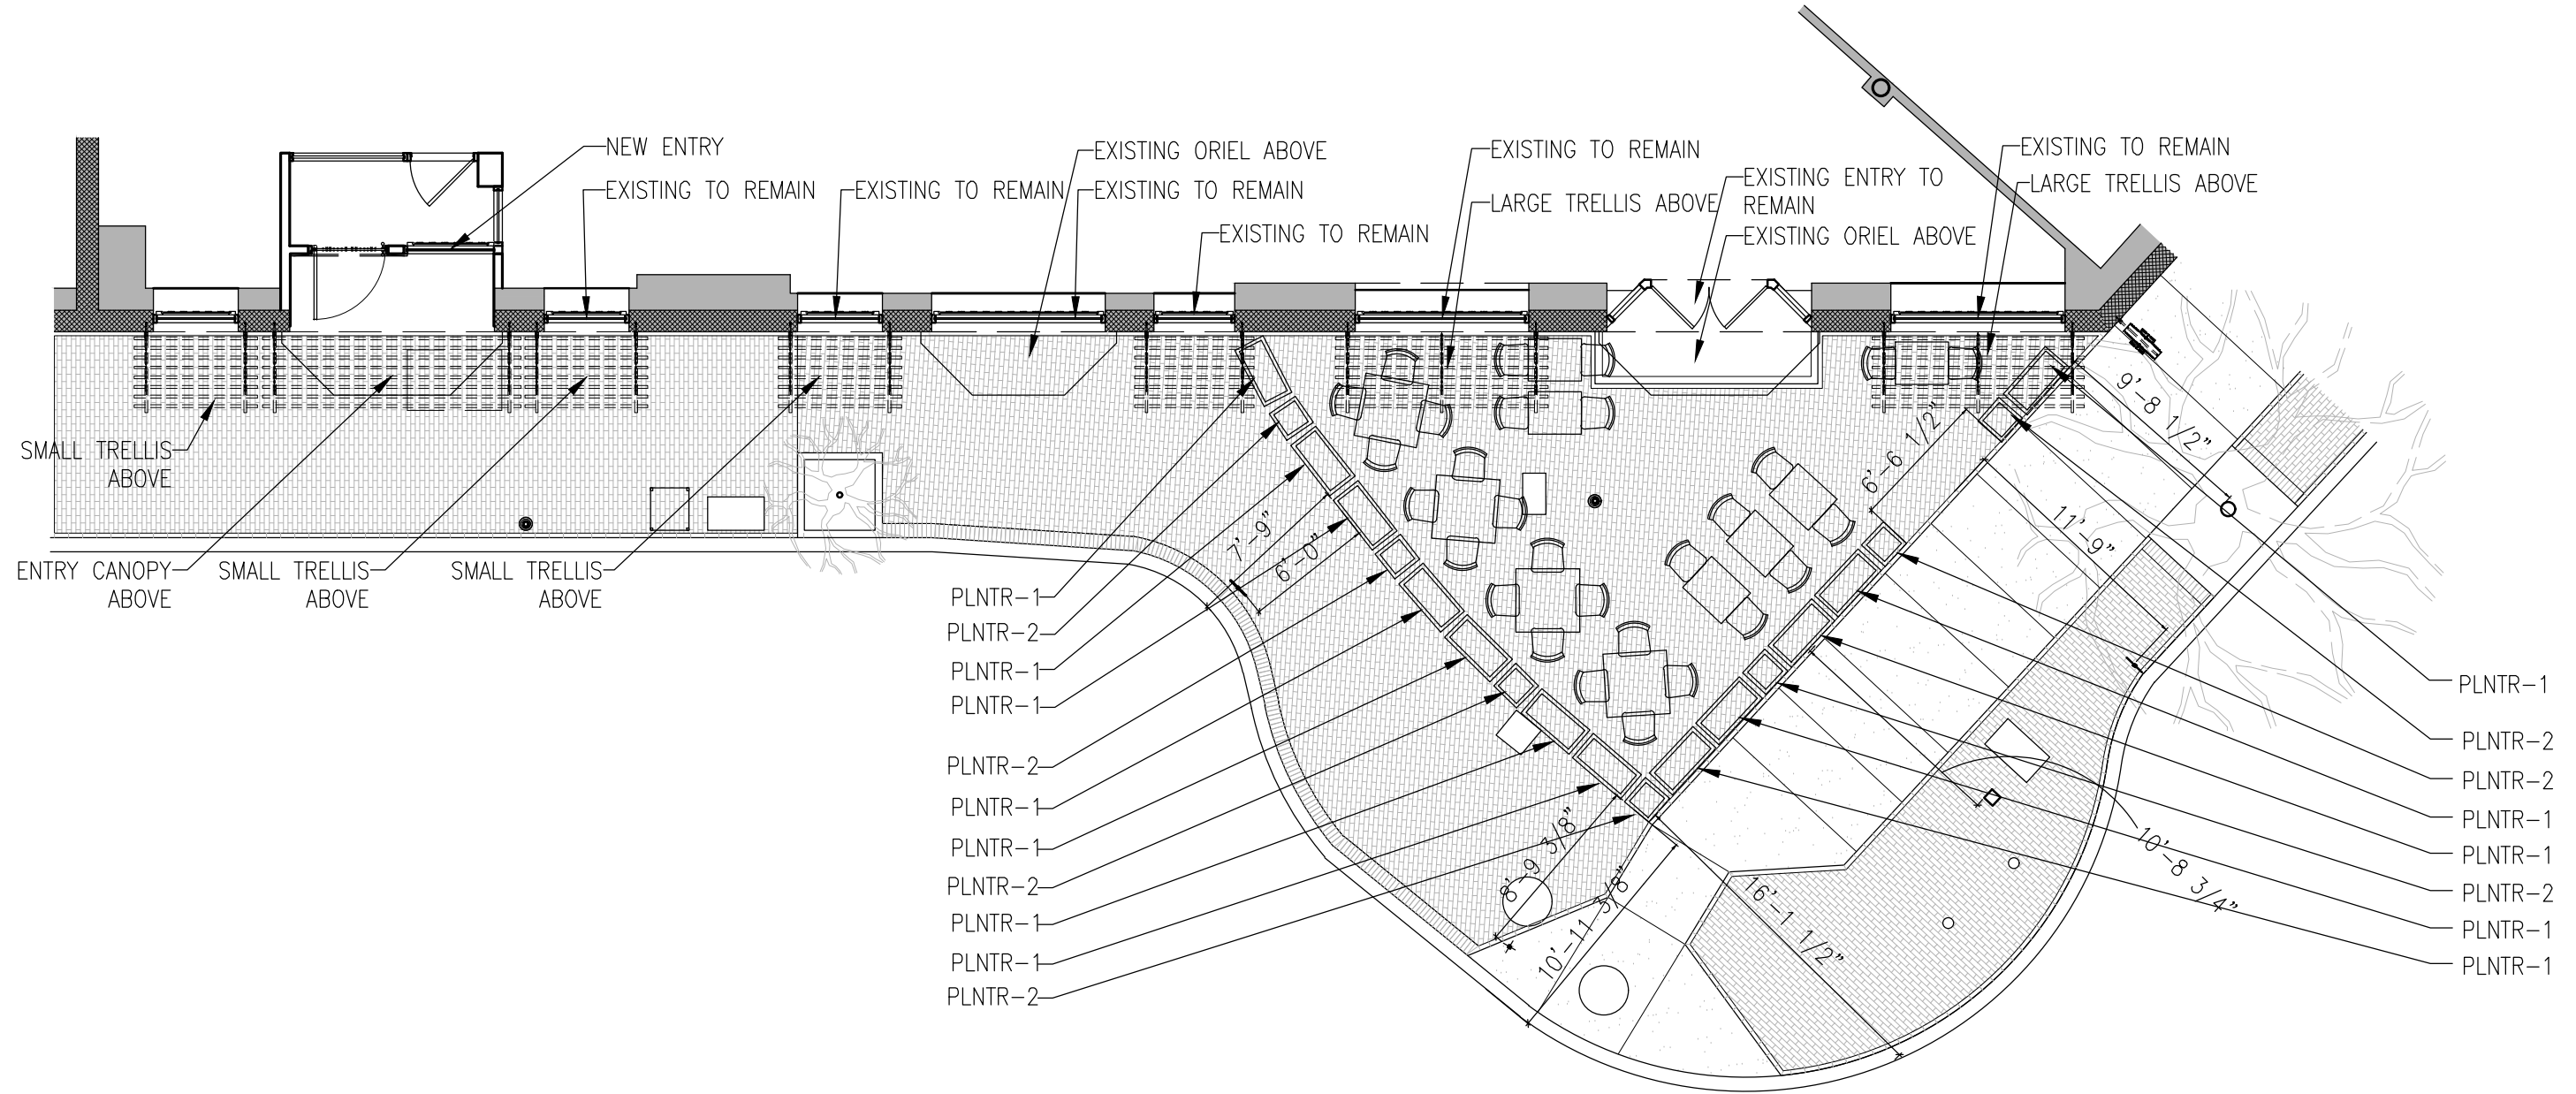 NEW ENTRY
EXISTING TO REMAIN
EXISTING TO REMAIN
EXISTING ORIEL ABOVE
EXISTING TO REMAIN
EXISTING TO REMAIN
EXISTING TO REMAIN
LARGE TRELLIS ABOVE
EXISTING ENTRY TO
REMAIN
EXISTING ORIEL ABOVE
EXISTING TO REMAIN
LARGE TRELLIS ABOVE
SMALL TRELLIS
ABOVE
ENTRY CANOPY
ABOVE
SMALL TRELLIS
ABOVE
SMALL TRELLIS
ABOVE
9'-8 1/2"
6'-6 1/2"
11'-9"
7'-9"
6'-0"
8'-9 3/8"
10'-11 3/8"
16'-1 1/2"
10'-8 3/4"
PLNTR-1
PLNTR-2
PLNTR-1
PLNTR-1
PLNTR-2
PLNTR-1
PLNTR-1
PLNTR-2
PLNTR-1
PLNTR-1
PLNTR-2
PLNTR-1
PLNTR-2
PLNTR-2
PLNTR-1
PLNTR-1
PLNTR-2
PLNTR-1
PLNTR-1